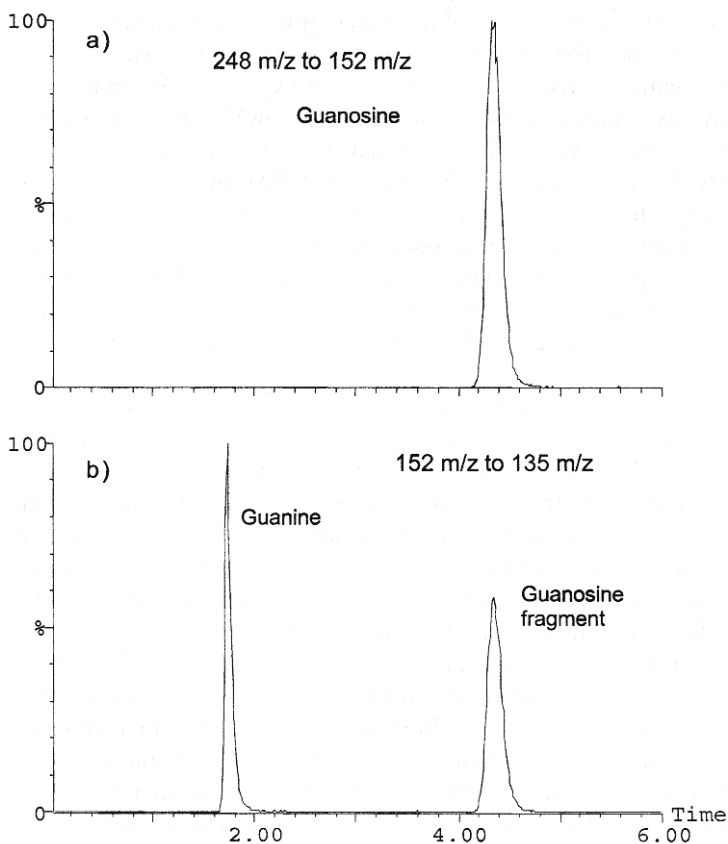 100
a)
248 m/z to 152 m/z
Guanosine
%
0
100
b)
152 m/z to 135 m/z
Guanine
Guanosine
fragment
%
0
Time
2.00
4.00
6.00